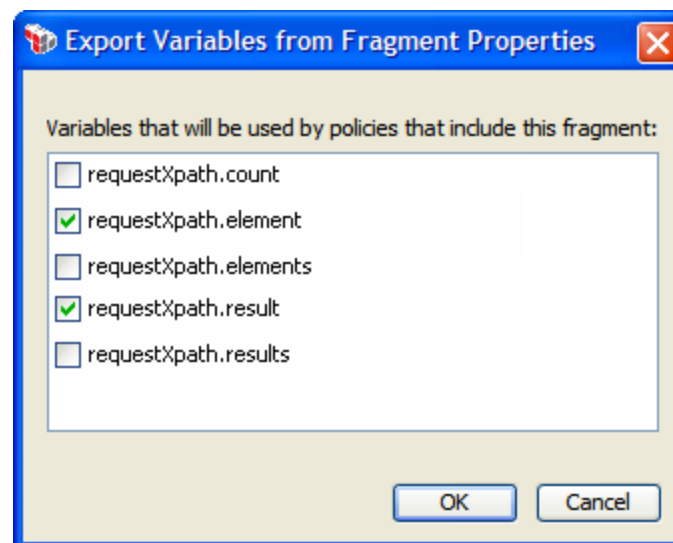 Export Variables from Fragment Properties
Variables that will be used by policies that include this fragment:
requestXpath.count
requestXpath.element
requestXpath.elements
requestXpath.result
requestXpath.results
OK Cancel